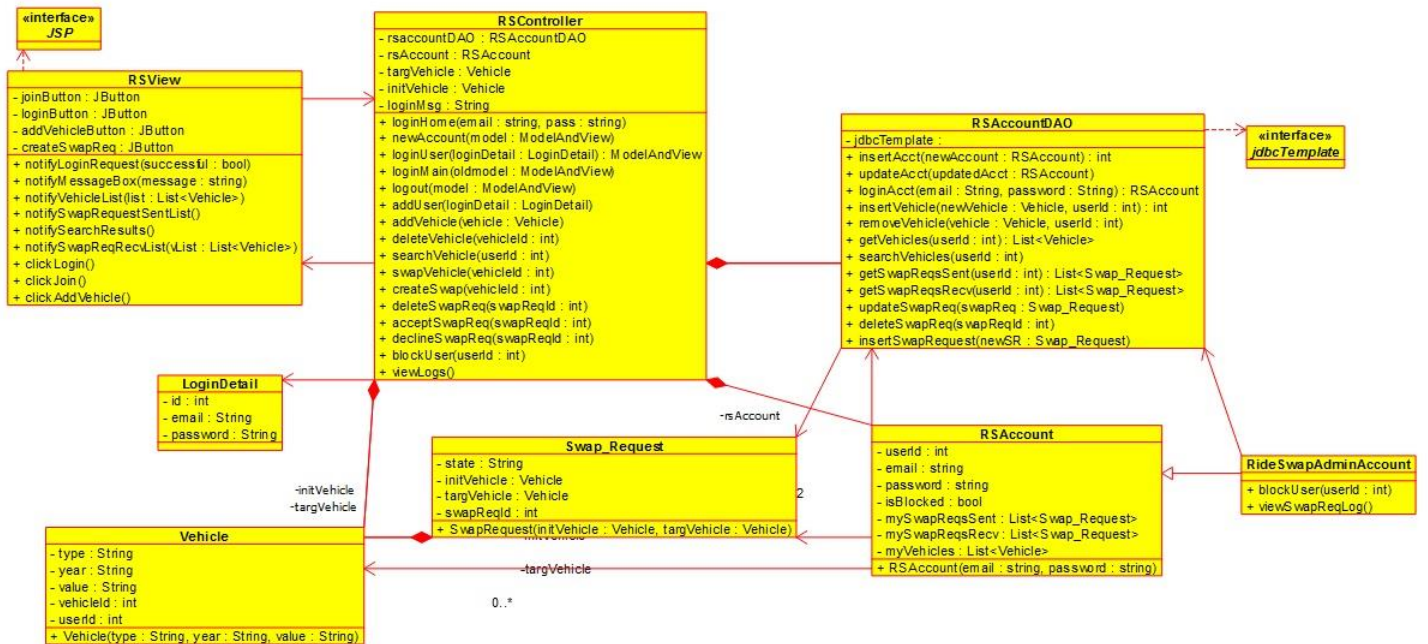 «interface»
JSP
RSView
- joinButton : JButton
- loginButton : JButton
- addVehicleButton : JButton
- createSwapReq : JButton
+ notifyLoginRequest(successful : bool)
+ notifyMessageBox(message : string)
+ notifyVehicleList(list : List<Vehicle>)
+ notifySwapRequestSentList()
+ notifySearchResults()
+ notifySwapReqRecvList(vList : List<Vehicle>)
+ clickLogin()
+ clickJoin()
+ clickAddVehicle()
RSController
- rsaccountDAO : RSAccountDAO
- rsAccount : RSAccount
- targVehicle : Vehicle
- initVehicle : Vehicle
- loginMsg : String
+ loginHome(email : string, pass : string)
+ newAccount(model : ModelAndView)
+ loginUser(loginDetail : LoginDetail) : ModelAndView
+ loginMain(oldmodel : ModelAndView)
+ logout(model : ModelAndView)
+ addUser(loginDetail : LoginDetail)
+ addVehicle(vehicle : Vehicle)
+ deleteVehicle(vehicleId : int)
+ searchVehicle(userId : int)
+ swapVehicle(vehicleId : int)
+ createSwap(vehicleId : int)
+ deleteSwapReq(swapReqId : int)
+ acceptSwapReq(swapReqId : int)
+ declineSwapReq(swapReqId : int)
+ blockUser(userId : int)
+ viewLogs()
RSAccountDAO
- jdbcTemplate :
+ insertAcct(newAccount : RSAccount) : int
+ updateAcct(updatedAcct : RSAccount)
+ loginAcct(email : String, password : String) : RSAccount
+ insertVehicle(newVehicle : Vehicle, userId : int) : int
+ removeVehicle(vehicle : Vehicle, userId : int)
+ getVehicles(userId : int) : List<Vehicle>
+ searchVehicles(userId : int)
+ getSwapReqsSent(userId : int) : List<Swap_Request>
+ getSwapReqsRecv(userId : int) : List<Swap_Request>
+ updateSwapReq(swapReq : Swap_Request)
+ deleteSwapReq(swapReqId : int)
+ insertSwapRequest(newSR : Swap_Request)
«interface»
jdbcTemplate
LoginDetail
- id : int
- email : String
- password : String
-rsAccount
Swap_Request
- state : String
- initVehicle : Vehicle
- targVehicle : Vehicle
- swapReqId : int
+ SwapRequest(initVehicle : Vehicle, targVehicle : Vehicle)
2
RSAccount
- userId : int
- email : string
- password : string
- isBlocked : bool
- mySwapReqsSent : List<Swap_Request>
- mySwapReqsRecv : List<Swap_Request>
- myVehicles : List<Vehicle>
+ RSAccount(email : string, password : string)
RideSwapAdminAccount
+ blockUser(userId : int)
+ viewSwapReqLog()
-initVehicle
-targVehicle
Vehicle
- type : String
- year : String
- value : String
- vehicleId : int
- userId : int
+ Vehicle(type : String, year : String, value : String)
-targVehicle
0..*